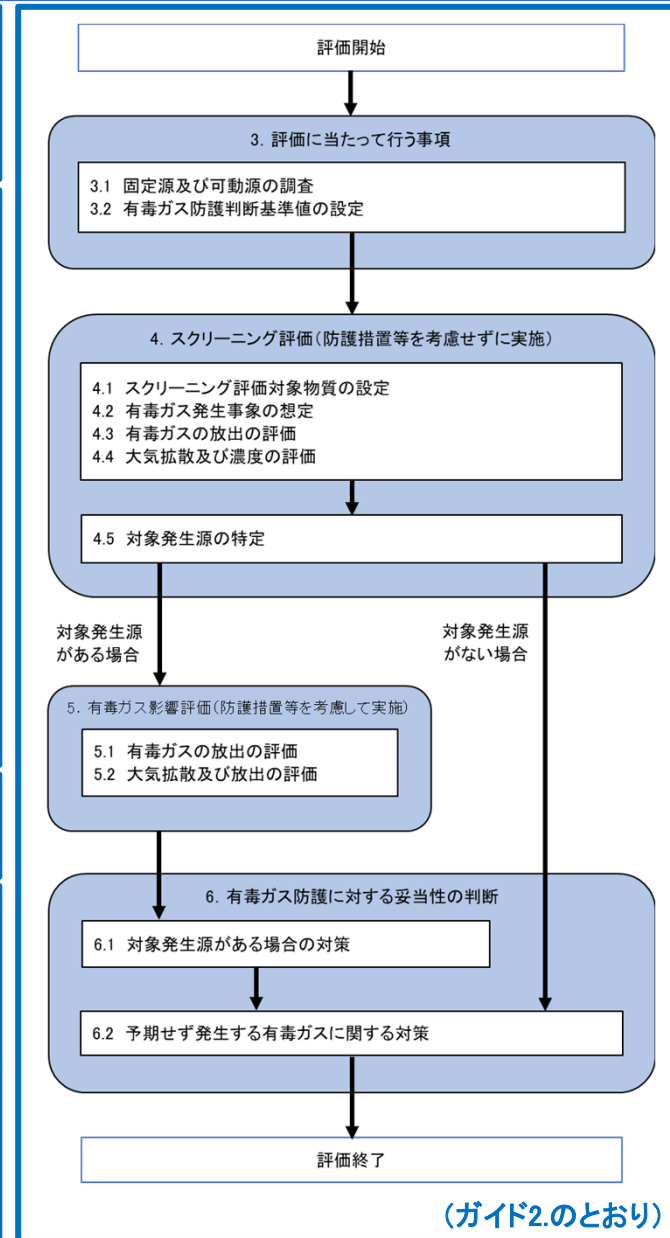 評価開始
3. 評価に当たって行う事項
3.1 固定源及び可動源の調査
3.2 有毒ガス防護判断基準値の設定
4. スクリーニング評価(防護措置等を考慮せずに実施)
4.1 スクリーニング評価対象物質の設定
4.2 有毒ガス発生事象の想定
4.3 有毒ガスの放出の評価
4.4 大気拡散及び濃度の評価
4.5 対象発生源の特定
対象発生源
がある場合
対象発生源
がない場合
5. 有毒ガス影響評価(防護措置等を考慮して実施)
5.1 有毒ガスの放出の評価
5.2 大気拡散及び放出の評価
6. 有毒ガス防護に対する妥当性の判断
6.1 対象発生源がある場合の対策
6.2 予期せず発生する有毒ガスに関する対策
評価終了
(ガイド2.のとおり)